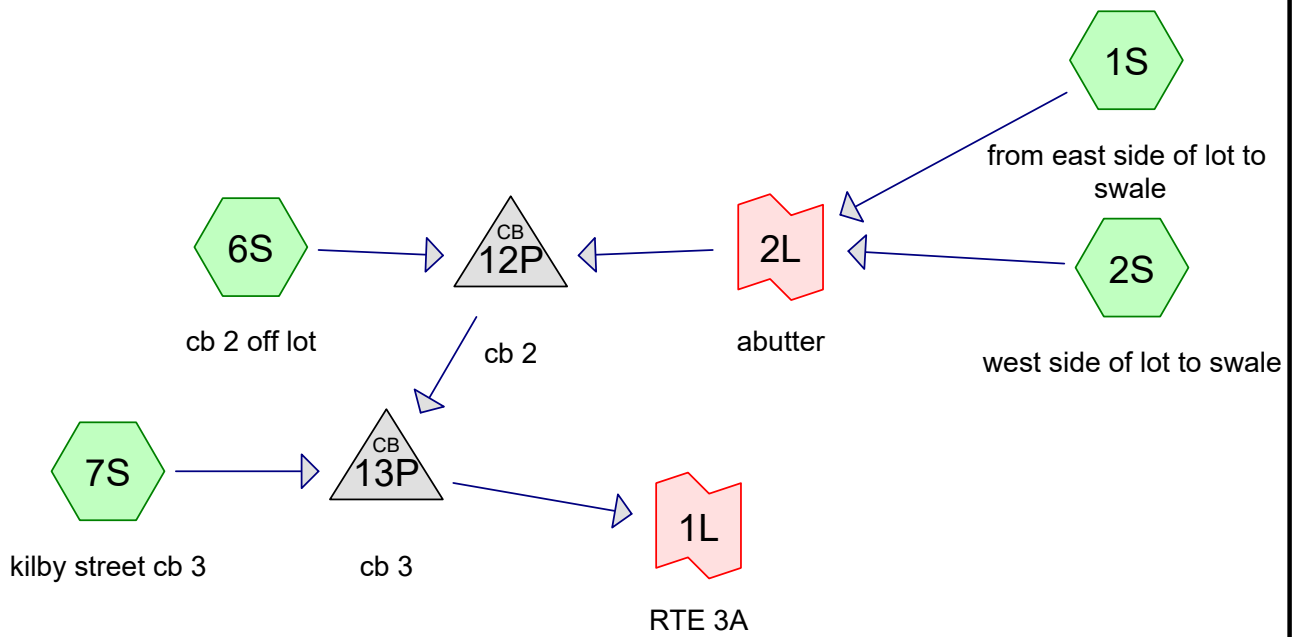 1S
from east side of lot to
swale
6S
CB
12P
2L
2S
cb 2 off lot
cb 2
abutter
west side of lot to swale
7S
CB
13P
1L
kilby street cb 3
cb 3
RTE 3A